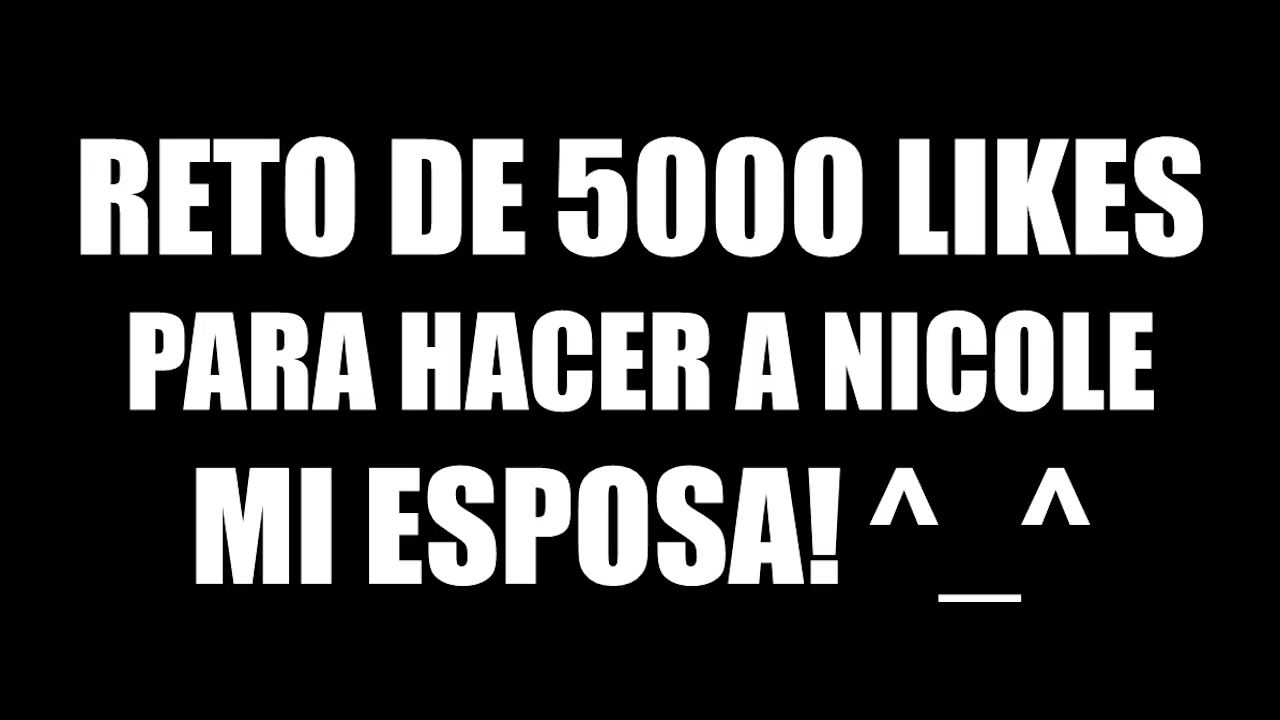 RETO DE 5000 LIKES
PARA HACER A NICOLE
MI ESPOSA! ^_^